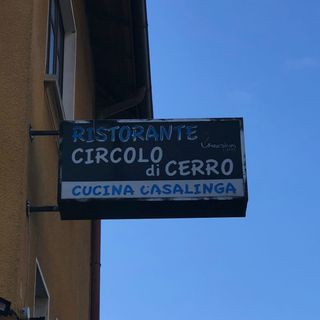 RISTORANTE
CIRCOLO
di CERRO
CUCINA CASALINGA